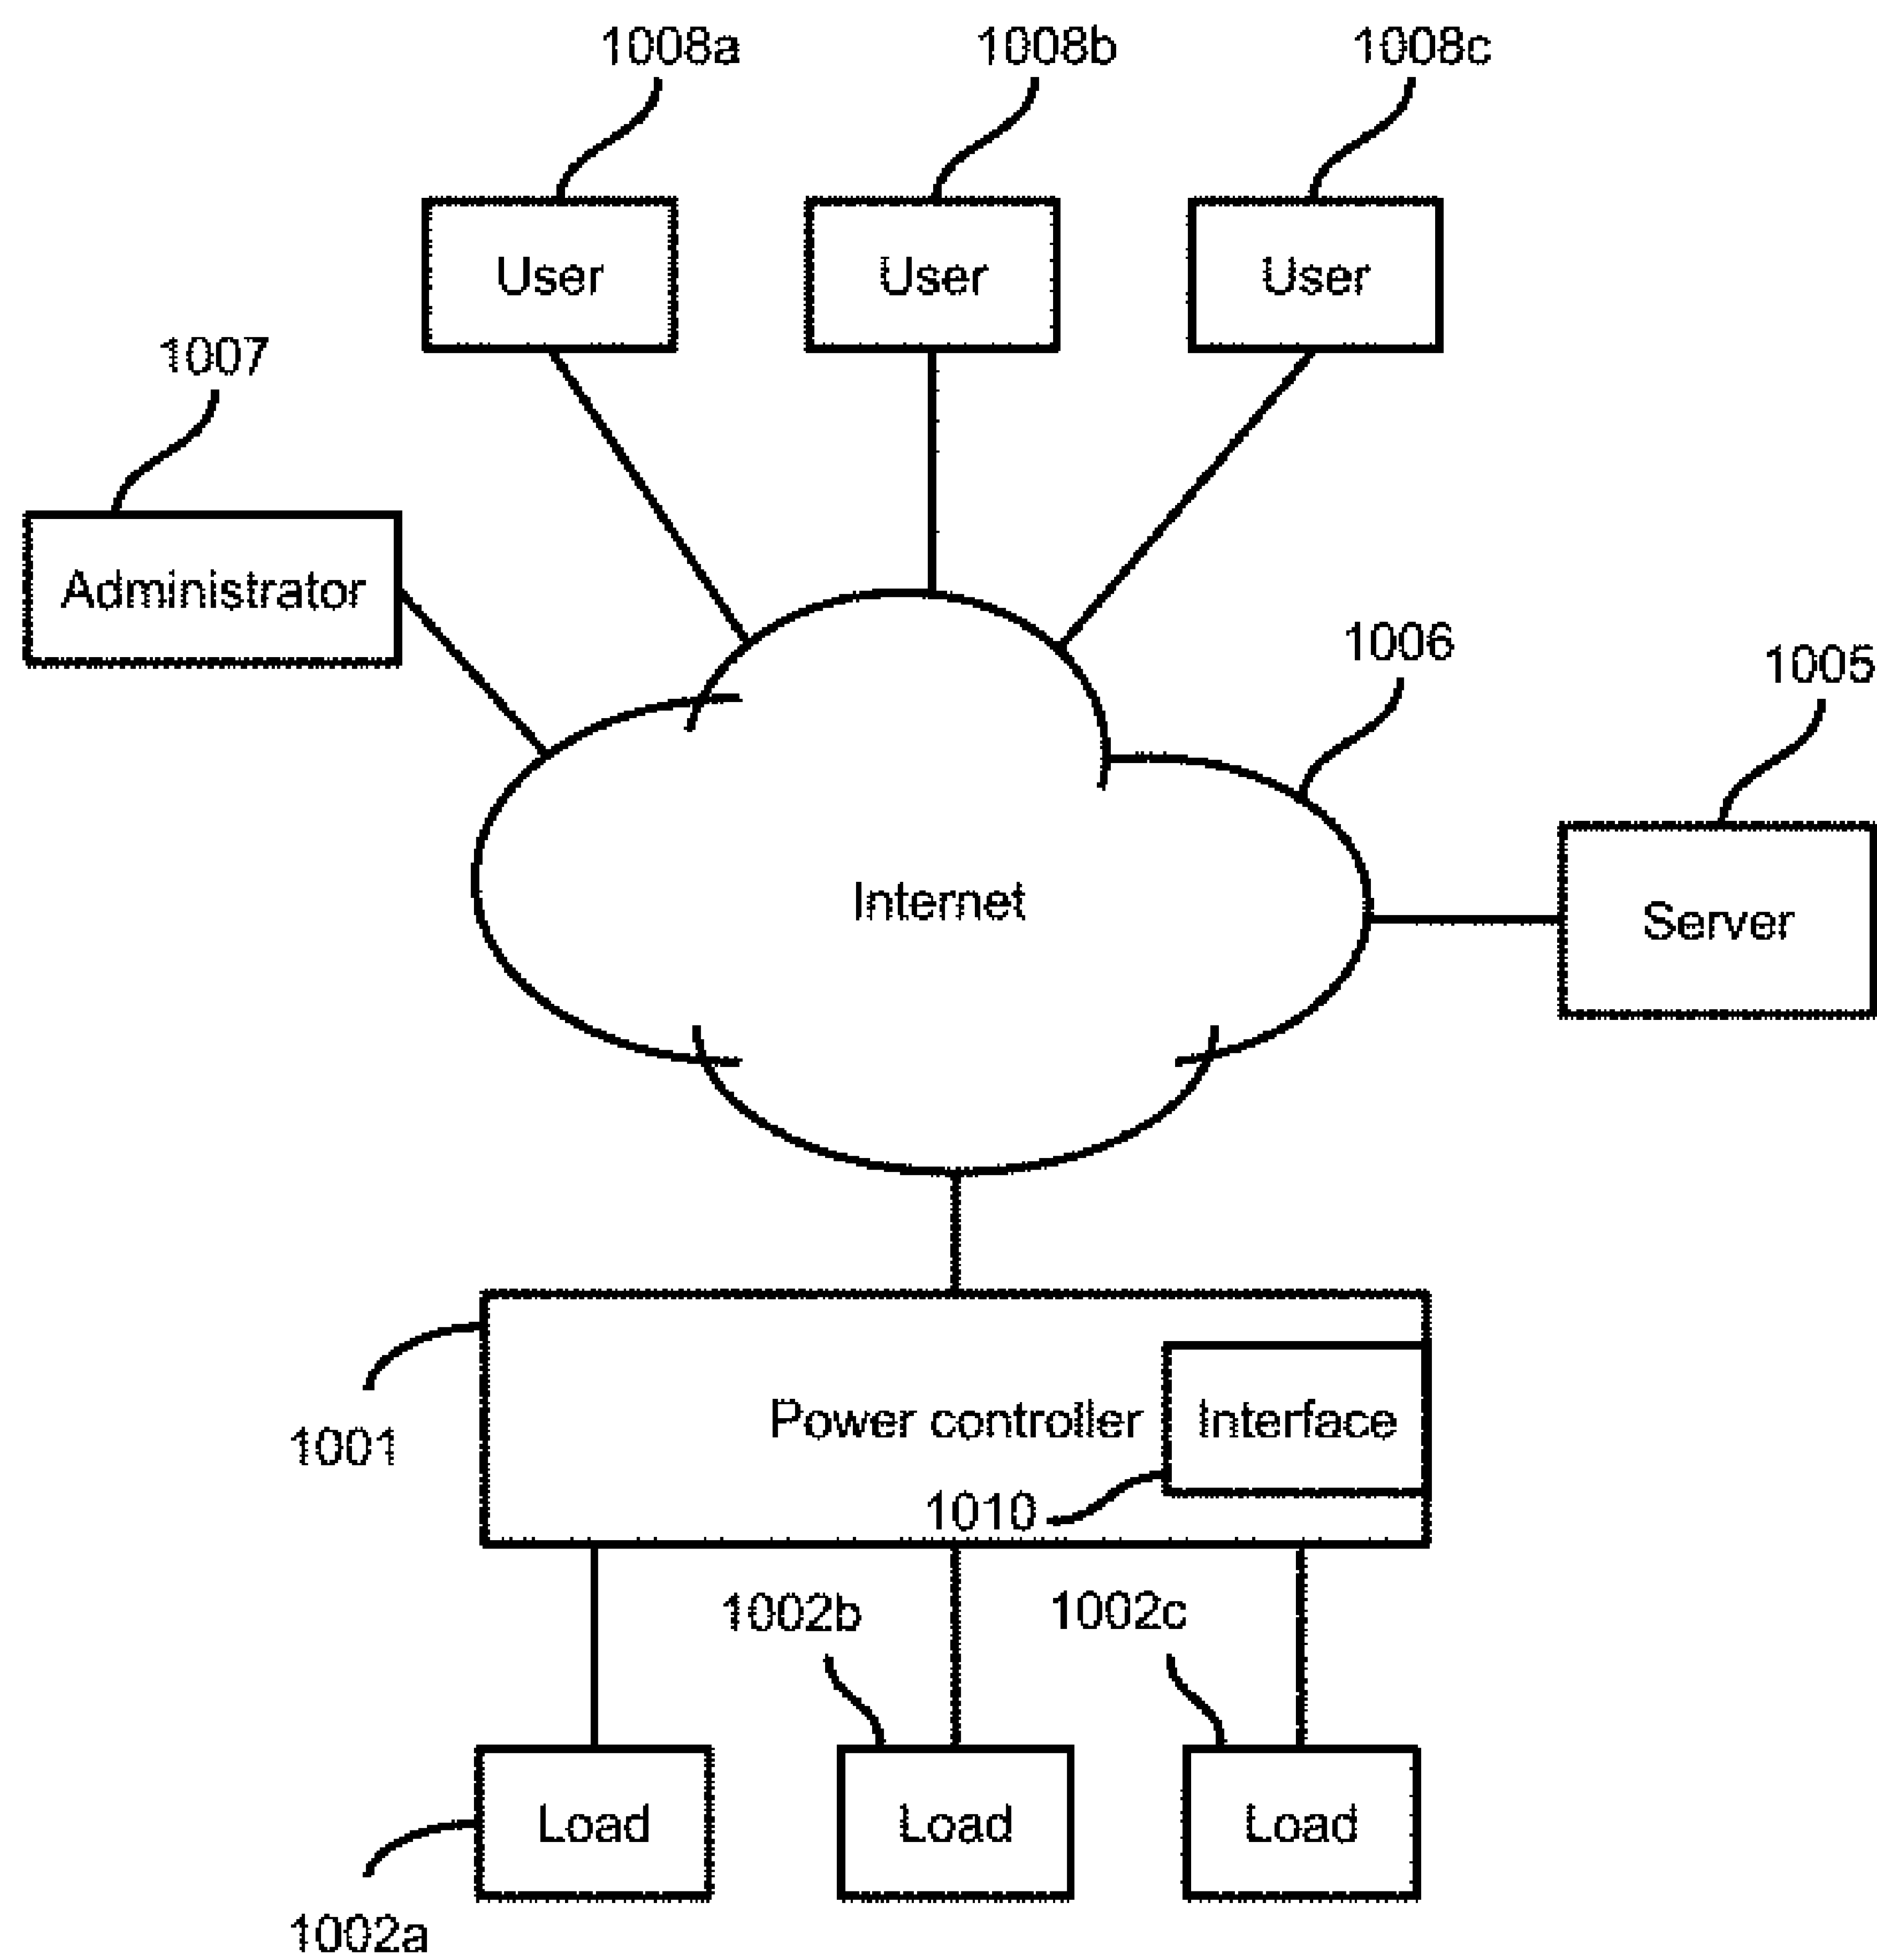 1008a
1008b
1008c
User
User
User
1007
Administrator
1006
1005
Internet
Server
1001
Power controller
Interface
1010
1002b
1002c
Load
Load
Load
1002a